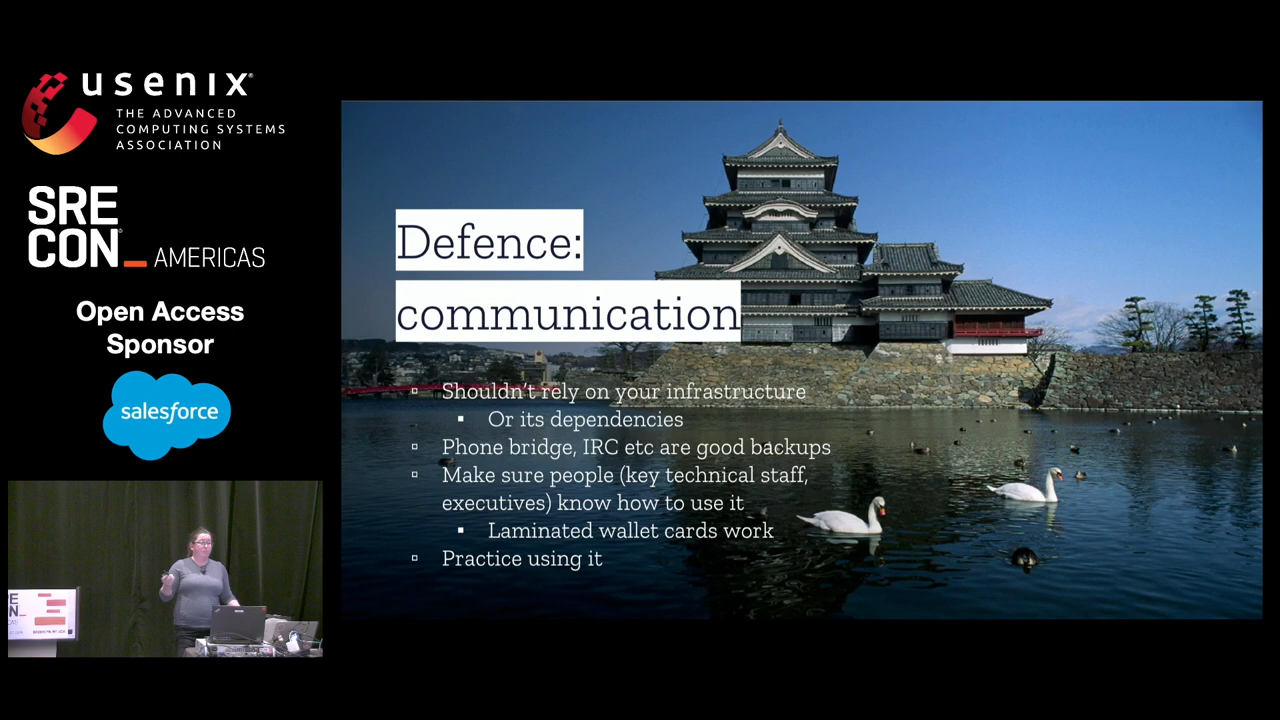 usenix®
THE ADVANCED
COMPUTING SYSTEMS
ASSOCIATION
SRE
CON_AMERICAS
Open Access
Sponsor
salesforce
Defence:
communication
▫ Shouldn't rely on your infrastructure
▪ Or its dependencies
▫ Phone bridge, IRC etc are good backups
▫ Make sure people (key technical staff,
executives) know how to use it
▪ Laminated wallet cards work
▫ Practice using it